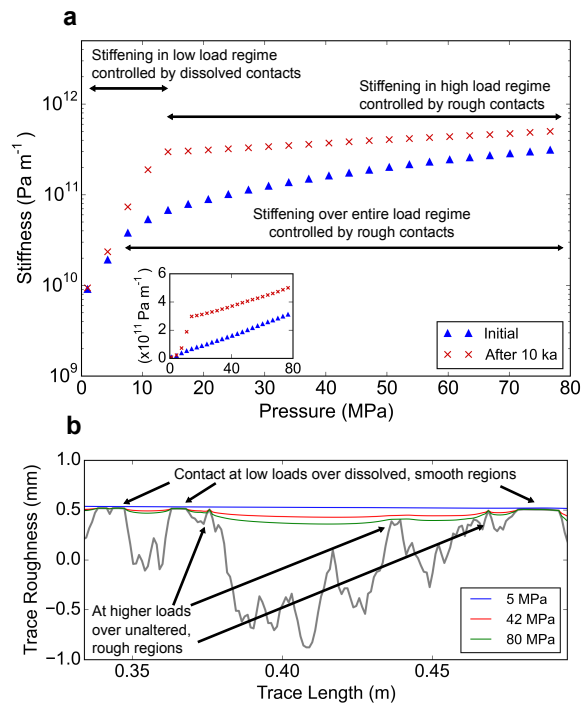 a
Stiffening in low load regime
controlled by dissolved contacts
Stiffening in high load regime
controlled by rough contacts
Stiffening over entire load regime
controlled by rough contacts
Stiffness (Pa m⁻¹)
10¹²
10¹¹
10¹⁰
10⁹
(x10¹¹ Pa m⁻¹)
6
4
2
0
0 40 80
Initial
After 10 ka
0 10 20 30 40 50 60 70 80
Pressure (MPa)
b
Contact at low loads over dissolved, smooth regions
At higher loads
over unaltered,
rough regions
Trace Roughness (mm)
1.0
0.5
0.0
−0.5
−1.0
5 MPa
42 MPa
80 MPa
0.35 0.40 0.45
Trace Length (m)